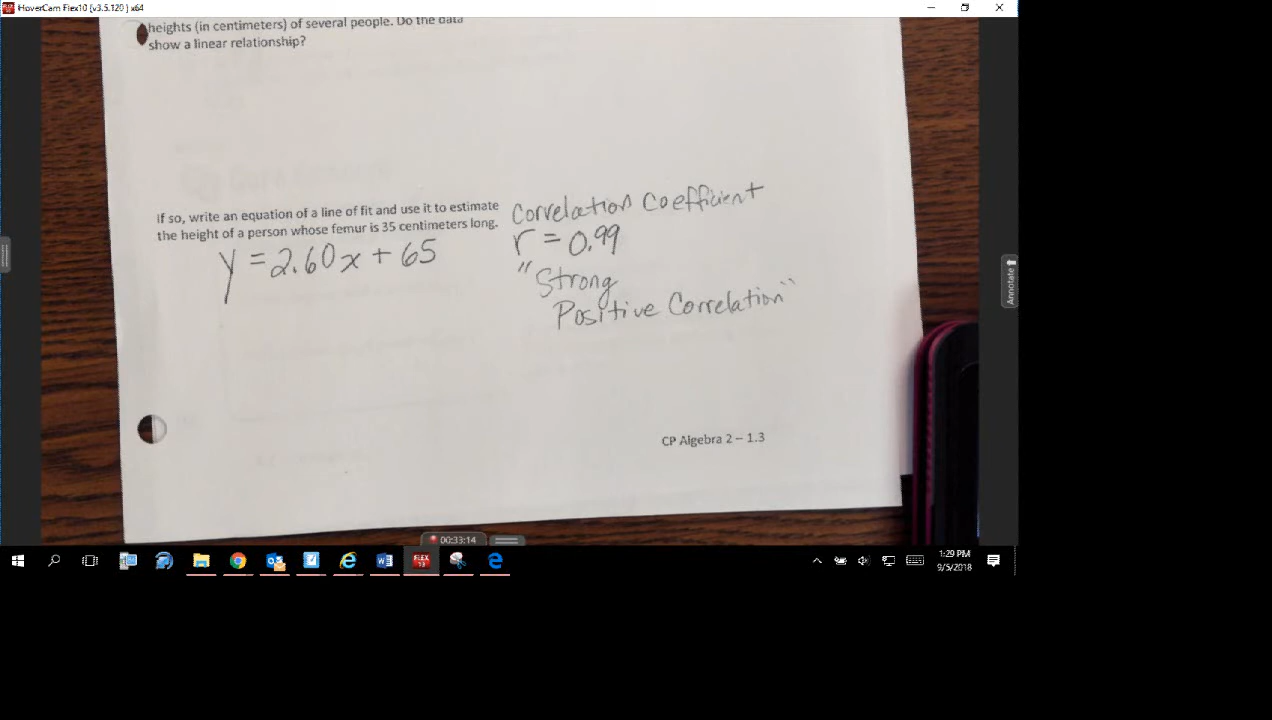 HoverCam Flex10 [v3.5.120 ] x64
heights (in centimeters) of several people. Do the data
show a linear relationship?
If so, write an equation of a line of fit and use it to estimate
the height of a person whose femur is 35 centimeters long.
y = 2.60x + 65
Correlation Coefficient
r = 0.99
"Strong
Positive Correlation"
CP Algebra 2 – 1.3
Annotate
00:33:14
1:29 PM
9/5/2018